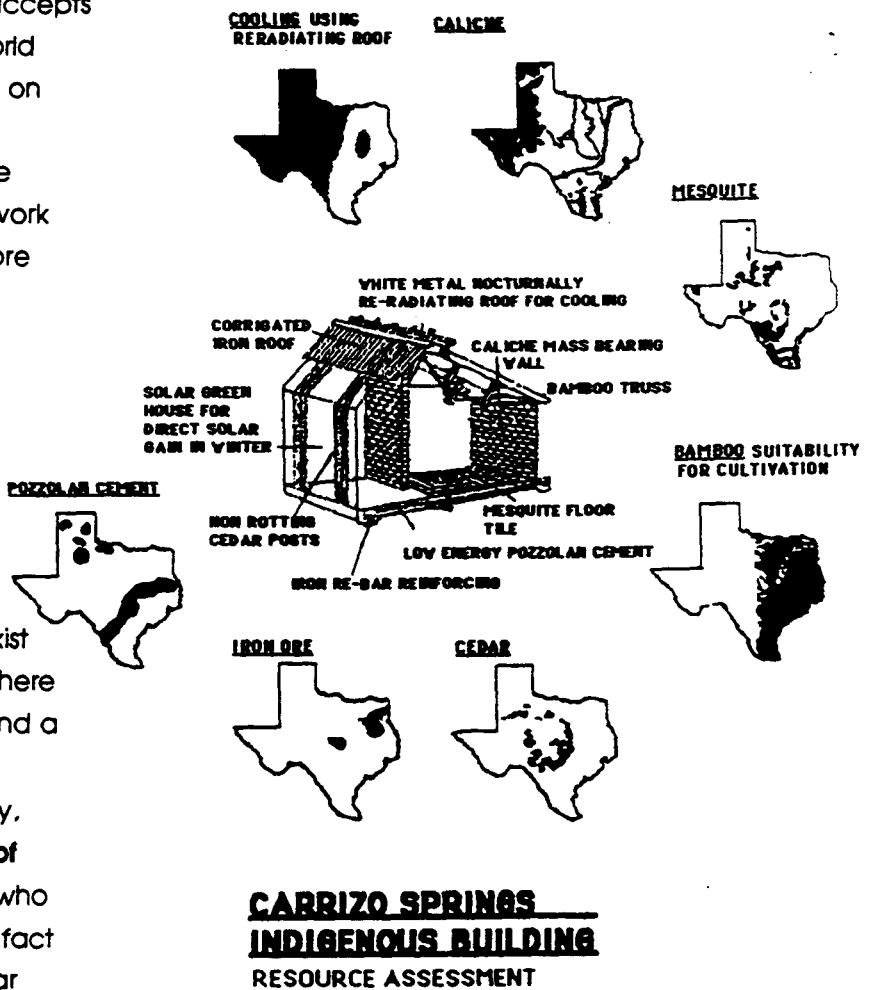 accepts
orld
on
e
work
ore
xist
here
nd a
y.
of
who
fact
ar
COOLING USING
RERADIATING ROOF
CALICHE
MESQUITE
WHITE METAL NOCTURNALLY
RE-RADIATING ROOF FOR COOLING
CORRIGATED
IRON ROOF
CALICHE MASS BEARING
WALL
BAMBOO TRUSS
SOLAR GREEN
HOUSE FOR
DIRECT SOLAR
GAIN IN WINTER
BAMBOO SUITABILITY
FOR CULTIVATION
POZZOLAN CEMENT
NON ROTTING
CEDAR POSTS
MESQUITE FLOOR
TILE
LOW ENERGY POZZOLAN CEMENT
IRON RE-BAR REINFORCING
IRON ORE
CEDAR
CARRIZO SPRINGS
INDIGENOUS BUILDING
RESOURCE ASSESSMENT